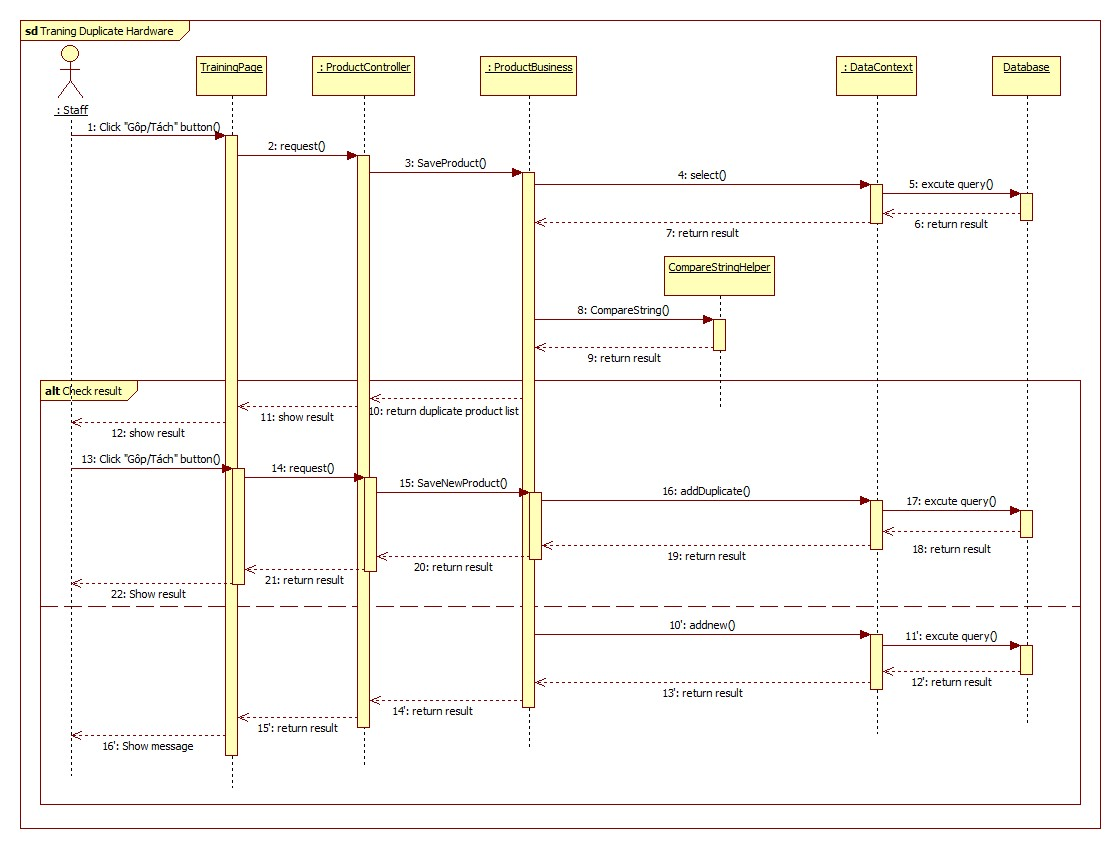 sd Traning Duplicate Hardware
: Staff
TrainingPage
: ProductController
: ProductBusiness
: DataContext
Database
1: Click "Gôp/Tách" button()
2: request()
3: SaveProduct()
4: select()
5: excute query()
6: return result
7: return result
CompareStringHelper
8: CompareString()
9: return result
alt Check result
10: return duplicate product list
11: show result
12: show result
13: Click "Gôp/Tách" button()
14: request()
15: SaveNewProduct()
16: addDuplicate()
17: excute query()
18: return result
19: return result
20: return result
21: return result
22: Show result
10': addnew()
11': excute query()
12': return result
13': return result
14': return result
15': return result
16': Show message